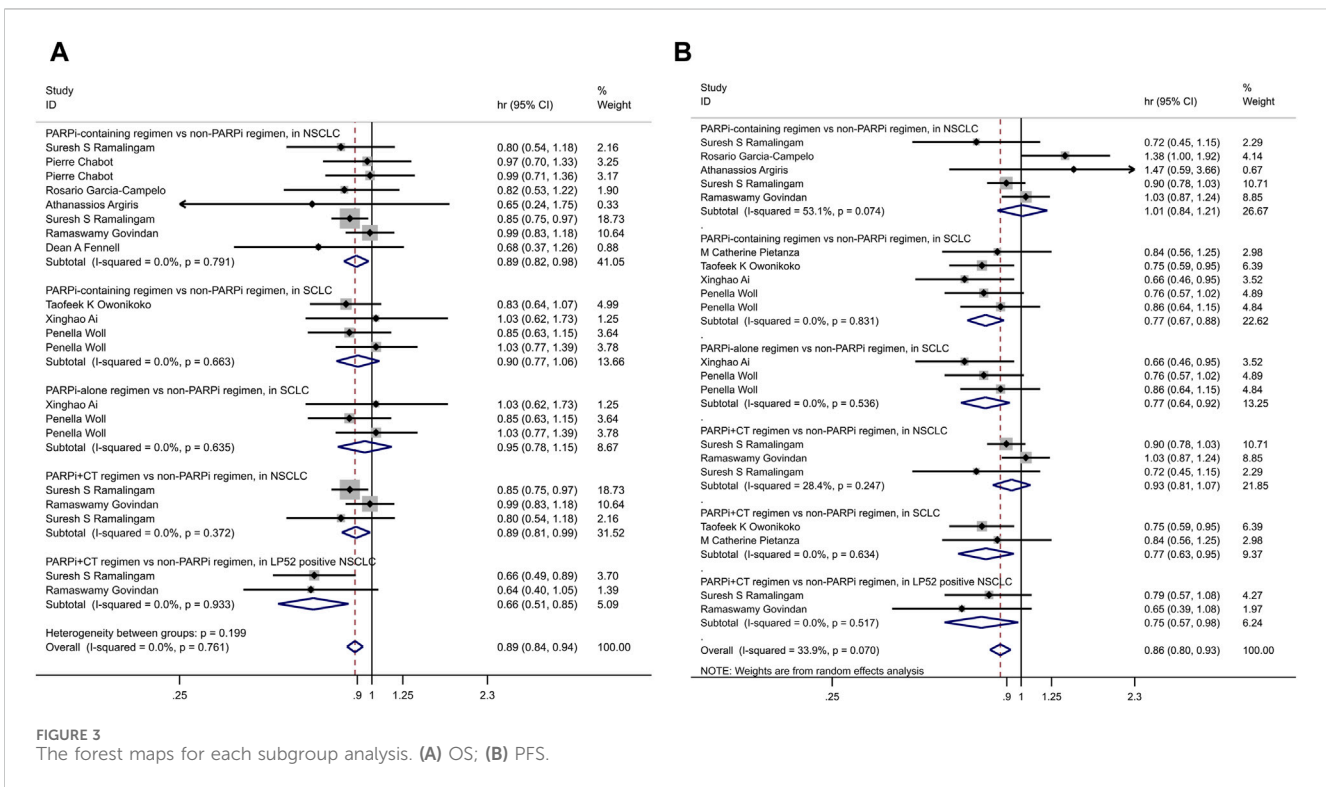 A
Study
ID hr (95% CI) % Weight
PARPi-containing regimen vs non-PARPi regimen, in NSCLC
Suresh S Ramalingam 0.80 (0.54, 1.18) 2.16
Pierre Chabot 0.97 (0.70, 1.33) 3.25
Pierre Chabot 0.99 (0.71, 1.36) 3.17
Rosario Garcia-Campelo 0.82 (0.53, 1.22) 1.90
Athanassios Argiris 0.65 (0.24, 1.75) 0.33
Suresh S Ramalingam 0.85 (0.75, 0.97) 18.73
Ramaswamy Govindan 0.99 (0.83, 1.18) 10.64
Dean A Fennell 0.68 (0.37, 1.26) 0.88
Subtotal (I-squared = 0.0%, p = 0.791) 0.89 (0.82, 0.98) 41.05
PARPi-containing regimen vs non-PARPi regimen, in SCLC
Taofeek K Owonikoko 0.83 (0.64, 1.07) 4.99
Xinghao Ai 1.03 (0.62, 1.73) 1.25
Penella Woll 0.85 (0.63, 1.15) 3.64
Penella Woll 1.03 (0.77, 1.39) 3.78
Subtotal (I-squared = 0.0%, p = 0.663) 0.90 (0.77, 1.06) 13.66
PARPi-alone regimen vs non-PARPi regimen, in SCLC
Xinghao Ai 1.03 (0.62, 1.73) 1.25
Penella Woll 0.85 (0.63, 1.15) 3.64
Penella Woll 1.03 (0.77, 1.39) 3.78
Subtotal (I-squared = 0.0%, p = 0.635) 0.95 (0.78, 1.15) 8.67
PARPi+CT regimen vs non-PARPi regimen, in NSCLC
Suresh S Ramalingam 0.85 (0.75, 0.97) 18.73
Ramaswamy Govindan 0.99 (0.83, 1.18) 10.64
Suresh S Ramalingam 0.80 (0.54, 1.18) 2.16
Subtotal (I-squared = 0.0%, p = 0.372) 0.89 (0.81, 0.99) 31.52
PARPi+CT regimen vs non-PARPi regimen, in LP52 positive NSCLC
Suresh S Ramalingam 0.66 (0.49, 0.89) 3.70
Ramaswamy Govindan 0.64 (0.40, 1.05) 1.39
Subtotal (I-squared = 0.0%, p = 0.933) 0.66 (0.51, 0.85) 5.09
Heterogeneity between groups: p = 0.199
Overall (I-squared = 0.0%, p = 0.761) 0.89 (0.84, 0.94) 100.00
.25 .9 1 1.25 2.3
B
Study
ID hr (95% CI) % Weight
PARPi-containing regimen vs non-PARPi regimen, in NSCLC
Suresh S Ramalingam 0.72 (0.45, 1.15) 2.29
Rosario Garcia-Campelo 1.38 (1.00, 1.92) 4.14
Athanassios Argiris 1.47 (0.59, 3.66) 0.67
Suresh S Ramalingam 0.90 (0.78, 1.03) 10.71
Ramaswamy Govindan 1.03 (0.87, 1.24) 8.85
Subtotal (I-squared = 53.1%, p = 0.074) 1.01 (0.84, 1.21) 26.67
.
PARPi-containing regimen vs non-PARPi regimen, in SCLC
M Catherine Pietanza 0.84 (0.56, 1.25) 2.98
Taofeek K Owonikoko 0.75 (0.59, 0.95) 6.39
Xinghao Ai 0.66 (0.46, 0.95) 3.52
Penella Woll 0.76 (0.57, 1.02) 4.89
Penella Woll 0.86 (0.64, 1.15) 4.84
Subtotal (I-squared = 0.0%, p = 0.831) 0.77 (0.67, 0.88) 22.62
.
PARPi-alone regimen vs non-PARPi regimen, in SCLC
Xinghao Ai 0.66 (0.46, 0.95) 3.52
Penella Woll 0.76 (0.57, 1.02) 4.89
Penella Woll 0.86 (0.64, 1.15) 4.84
Subtotal (I-squared = 0.0%, p = 0.536) 0.77 (0.64, 0.92) 13.25
.
PARPi+CT regimen vs non-PARPi regimen, in NSCLC
Suresh S Ramalingam 0.90 (0.78, 1.03) 10.71
Ramaswamy Govindan 1.03 (0.87, 1.24) 8.85
Suresh S Ramalingam 0.72 (0.45, 1.15) 2.29
Subtotal (I-squared = 28.4%, p = 0.247) 0.93 (0.81, 1.07) 21.85
.
PARPi+CT regimen vs non-PARPi regimen, in SCLC
Taofeek K Owonikoko 0.75 (0.59, 0.95) 6.39
M Catherine Pietanza 0.84 (0.56, 1.25) 2.98
Subtotal (I-squared = 0.0%, p = 0.634) 0.77 (0.63, 0.95) 9.37
.
PARPi+CT regimen vs non-PARPi regimen, in LP52 positive NSCLC
Suresh S Ramalingam 0.79 (0.57, 1.08) 4.27
Ramaswamy Govindan 0.65 (0.39, 1.08) 1.97
Subtotal (I-squared = 0.0%, p = 0.517) 0.75 (0.57, 0.98) 6.24
.
Overall (I-squared = 33.9%, p = 0.070) 0.86 (0.80, 0.93) 100.00
NOTE: Weights are from random effects analysis
.25 .9 1 1.25 2.3
FIGURE 3
The forest maps for each subgroup analysis. (A) OS; (B) PFS.